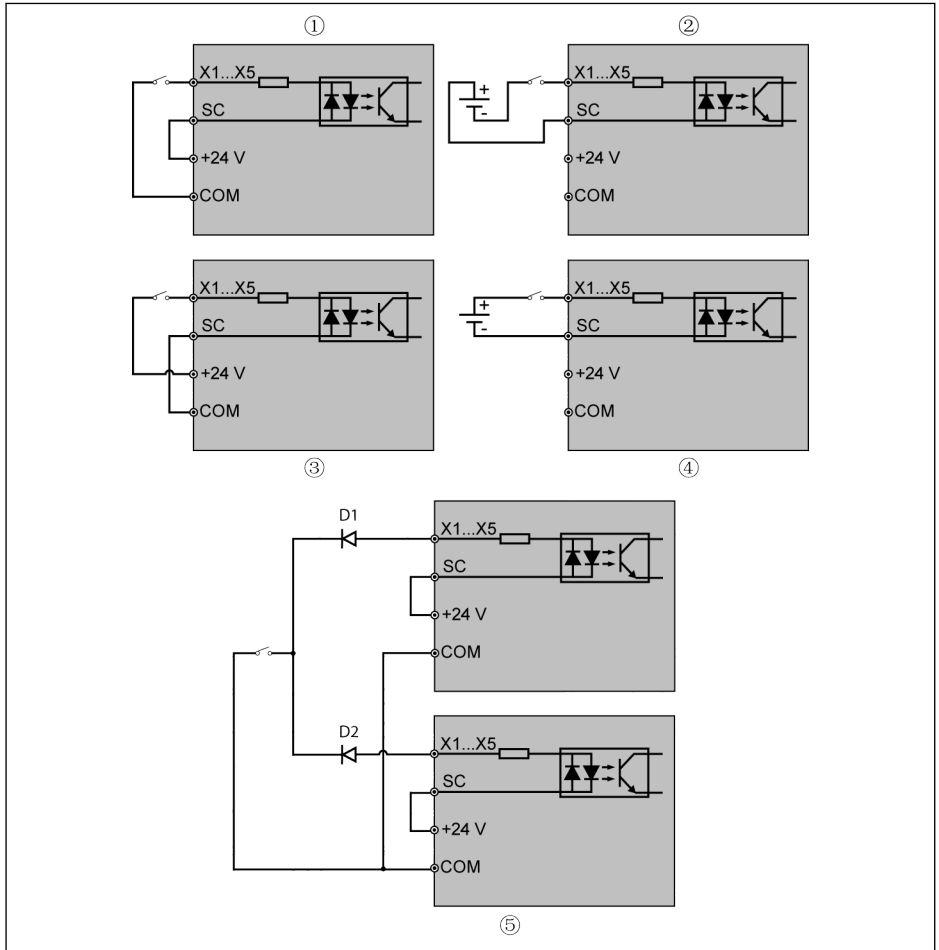 ① ②
X1...X5
SC
+24 V
COM
+
-
X1...X5
SC
+24 V
COM
X1...X5
SC
+24 V
COM
③
+
-
X1...X5
SC
+24 V
COM
④
D1
X1...X5
SC
+24 V
COM
D2
X1...X5
SC
+24 V
COM
⑤